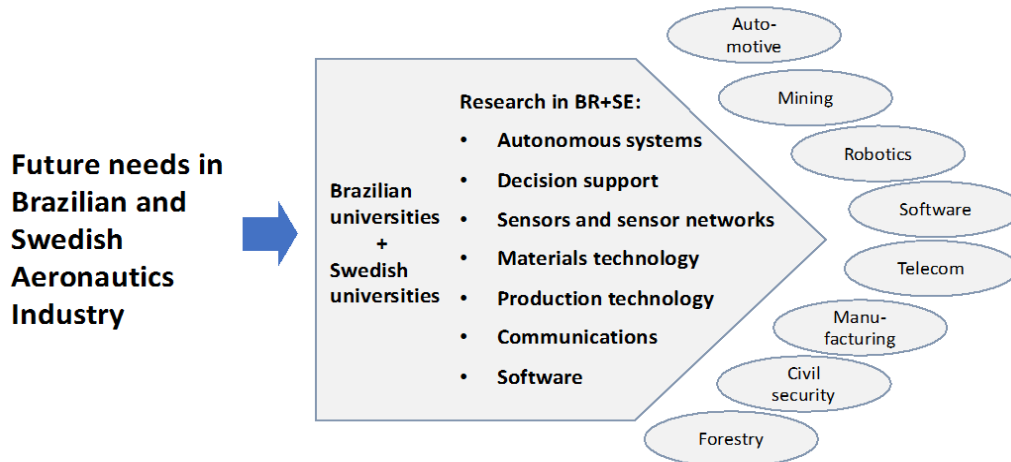 Future needs in
Brazilian and
Swedish
Aeronautics
Industry
Brazilian
universities
+
Swedish
universities
Research in BR+SE:
• Autonomous systems
• Decision support
• Sensors and sensor networks
• Materials technology
• Production technology
• Communications
• Software
Auto-
motive
Mining
Robotics
Software
Telecom
Manu-
facturing
Civil
security
Forestry